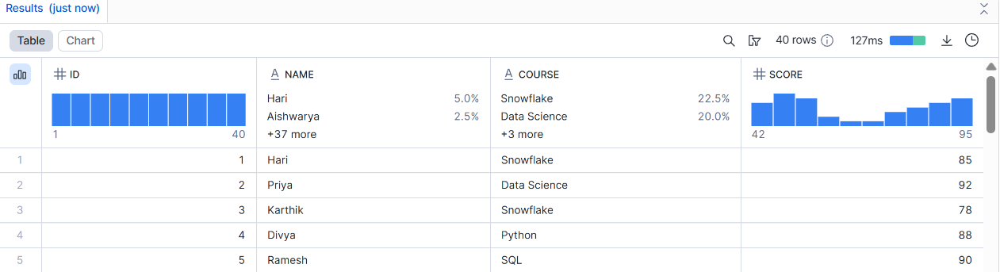 Results (just now)
Table Chart 40 rows 127ms
ID NAME COURSE SCORE
Hari 5.0% Snowflake 22.5%
Aishwarya 2.5% Data Science 20.0%
1 40 +37 more +3 more 42 95
1 1 Hari Snowflake 85
2 2 Priya Data Science 92
3 3 Karthik Snowflake 78
4 4 Divya Python 88
5 5 Ramesh SQL 90